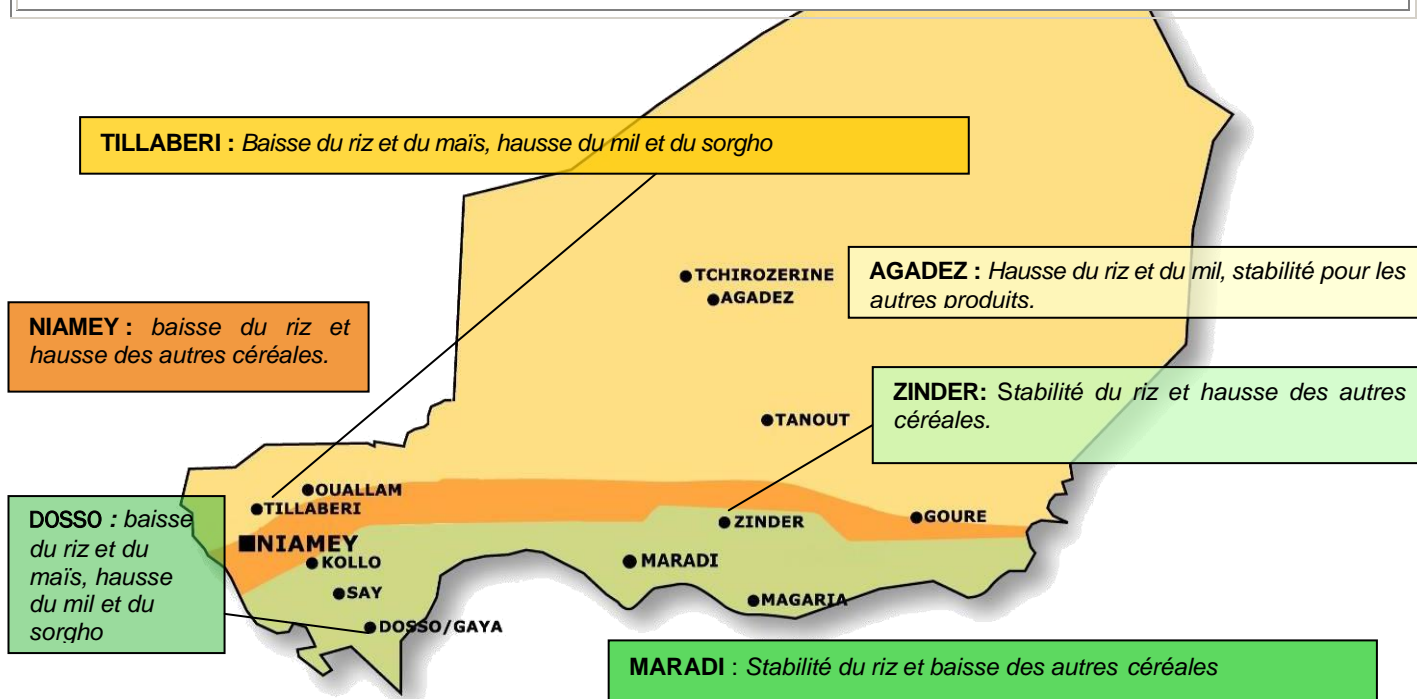 TILLABERI : Baisse du riz et du maïs, hausse du mil et du sorgho
TCHIROZERINE
AGADEZ
AGADEZ : Hausse du riz et du mil, stabilité pour les
autres produits.
NIAMEY : baisse du riz et
hausse des autres céréales.
ZINDER: Stabilité du riz et hausse des autres
céréales.
TANOUT
OUALLAM
TILLABERI
DOSSO : baisse
du riz et du
maïs, hausse
du mil et du
sorgho
ZINDER
GOURE
NIAMEY
KOLLO
MARADI
SAY
MAGARIA
DOSSO/GAYA
MARADI : Stabilité du riz et baisse des autres céréales